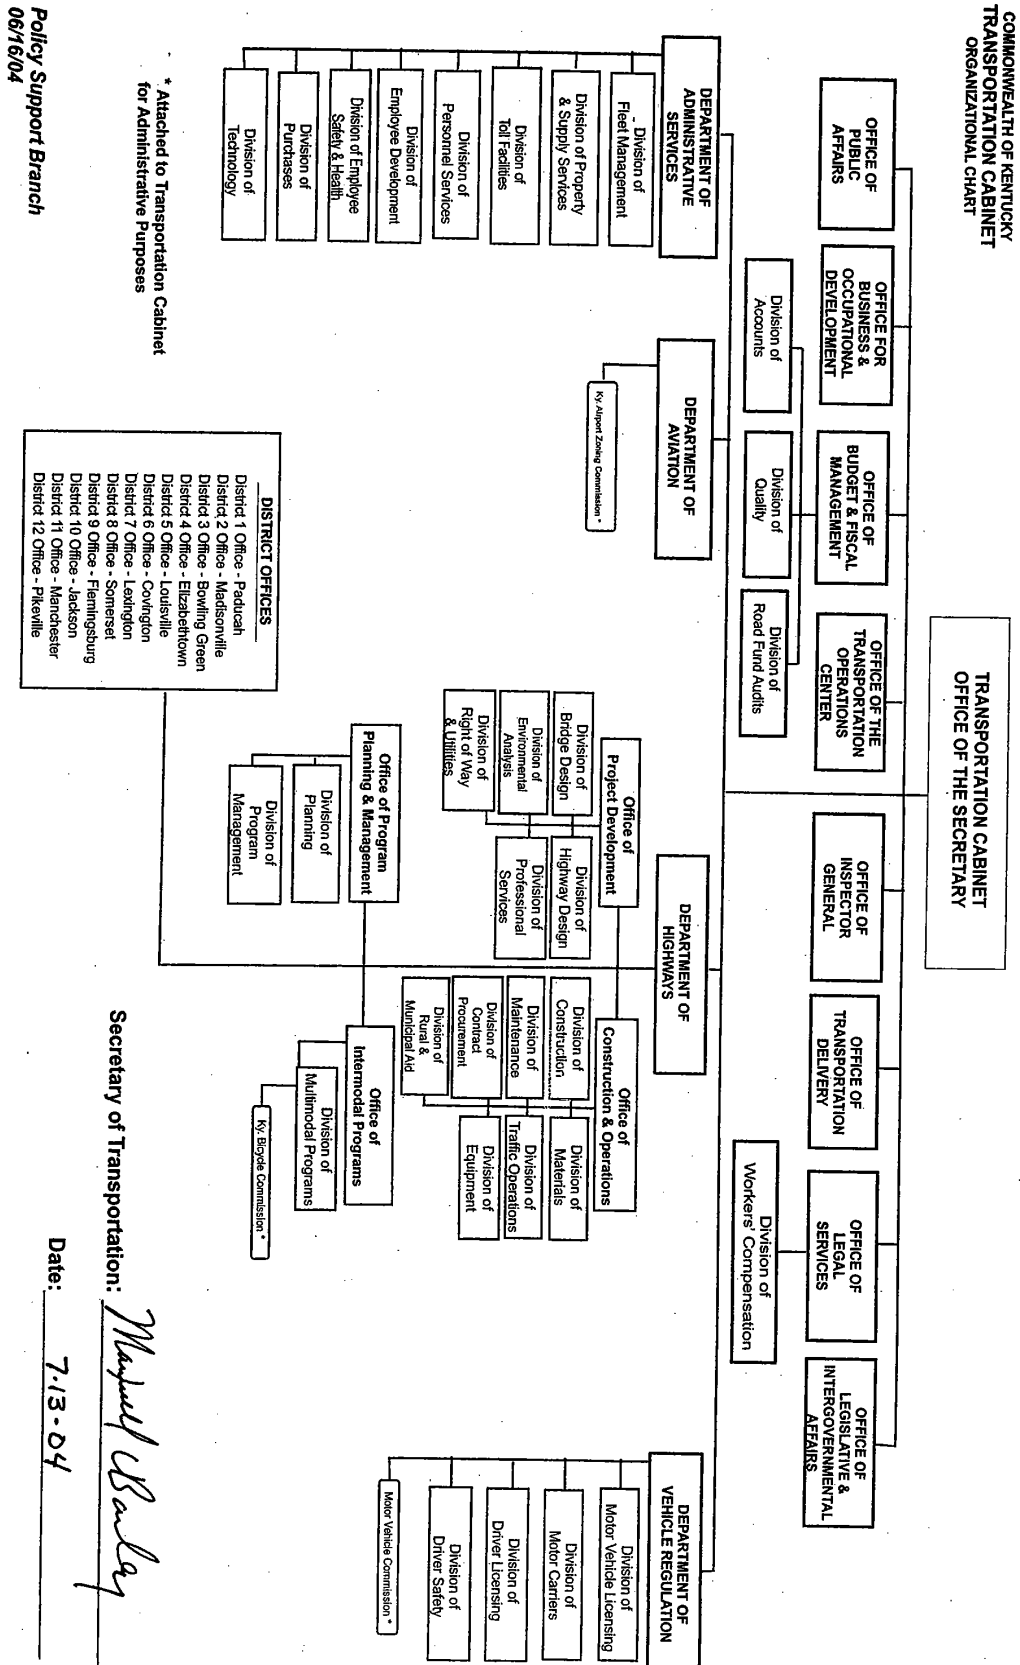 COMMONWEALTH OF KENTUCKY
TRANSPORTATION CABINET
ORGANIZATIONAL CHART
TRANSPORTATION CABINET
OFFICE OF THE SECRETARY
OFFICE OF
PUBLIC
AFFAIRS
OFFICE FOR
BUSINESS &
OCCUPATIONAL
DEVELOPMENT
OFFICE OF
BUDGET & FISCAL
MANAGEMENT
OFFICE OF THE
TRANSPORTATION
OPERATIONS
CENTER
OFFICE OF
INSPECTOR
GENERAL
OFFICE OF
TRANSPORTATION
DELIVERY
OFFICE OF
LEGAL
SERVICES
OFFICE OF
LEGISLATIVE &
INTERGOVERNMENTAL
AFFAIRS
Division of
Accounts
Division of
Quality
Division of
Road Fund Audits
Division of
Workers' Compensation
DEPARTMENT OF
ADMINISTRATIVE
SERVICES
Division of
Fleet Management
Division of Property
& Supply Services
Division of
Toll Facilities
Division of
Personnel Services
Division of
Employee Development
Division of Employee
Safety & Health
Division of
Purchases
Division of
Technology
DEPARTMENT OF
AVIATION
Ky. Airport Zoning Commission *
DEPARTMENT OF
HIGHWAYS
Office of
Project Development
Division of
Bridge Design
Division of
Highway Design
Division of
Environmental
Analysis
Division of
Professional
Services
Division of
Right of Way
& Utilities
Office of
Construction & Operations
Division of
Construction
Division of
Materials
Division of
Maintenance
Division of
Traffic Operations
Division of
Contract
Procurement
Division of
Equipment
Division of
Rural &
Municipal Aid
Office of Program
Planning & Management
Division of
Planning
Division of
Program
Management
Office of
Intermodal Programs
Division of
Multimodal Programs
Ky. Bicycle Commission *
DEPARTMENT OF
VEHICLE REGULATION
Division of
Motor Vehicle Licensing
Division of
Motor Carriers
Division of
Driver Licensing
Division of
Driver Safety
Motor Vehicle Commission *
DISTRICT OFFICES
District 1 Office - Paducah
District 2 Office - Madisonville
District 3 Office - Bowling Green
District 4 Office - Elizabethtown
District 5 Office - Louisville
District 6 Office - Covington
District 7 Office - Lexington
District 8 Office - Somerset
District 9 Office - Flemingsburg
District 10 Office - Jackson
District 11 Office - Manchester
District 12 Office - Pikeville
* Attached to Transportation Cabinet
for Administrative Purposes
Policy Support Branch
06/16/04
Secretary of Transportation:
Date: 7-13-04